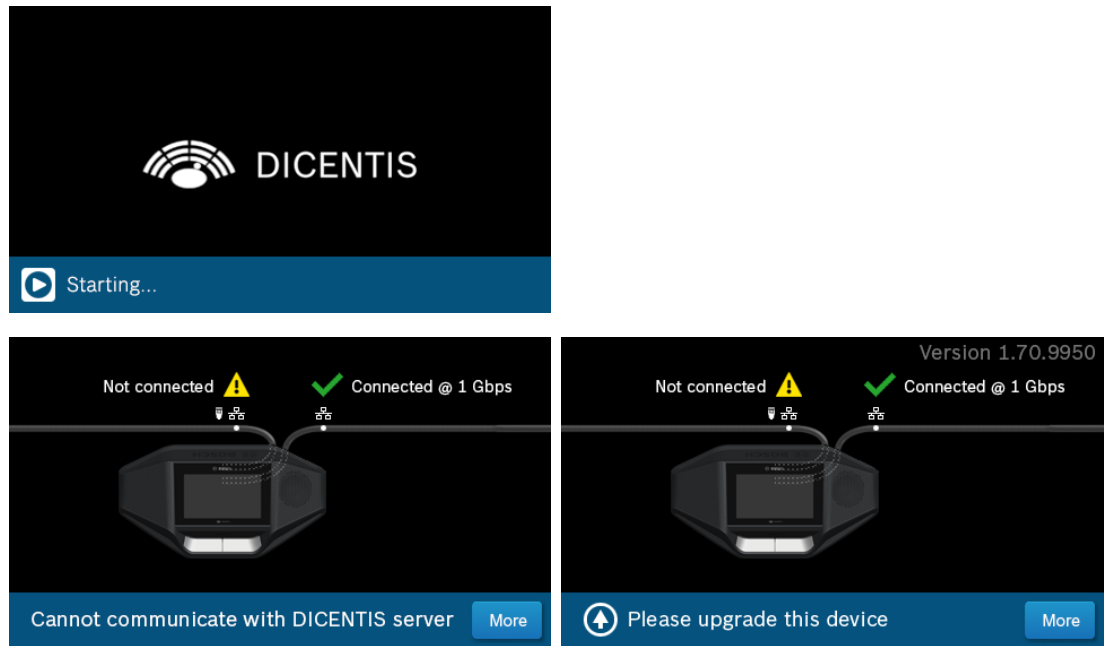 DICENTIS
Starting...
Not connected
Connected @ 1 Gbps
Cannot communicate with DICENTIS server
More
Version 1.70.9950
Not connected
Connected @ 1 Gbps
Please upgrade this device
More